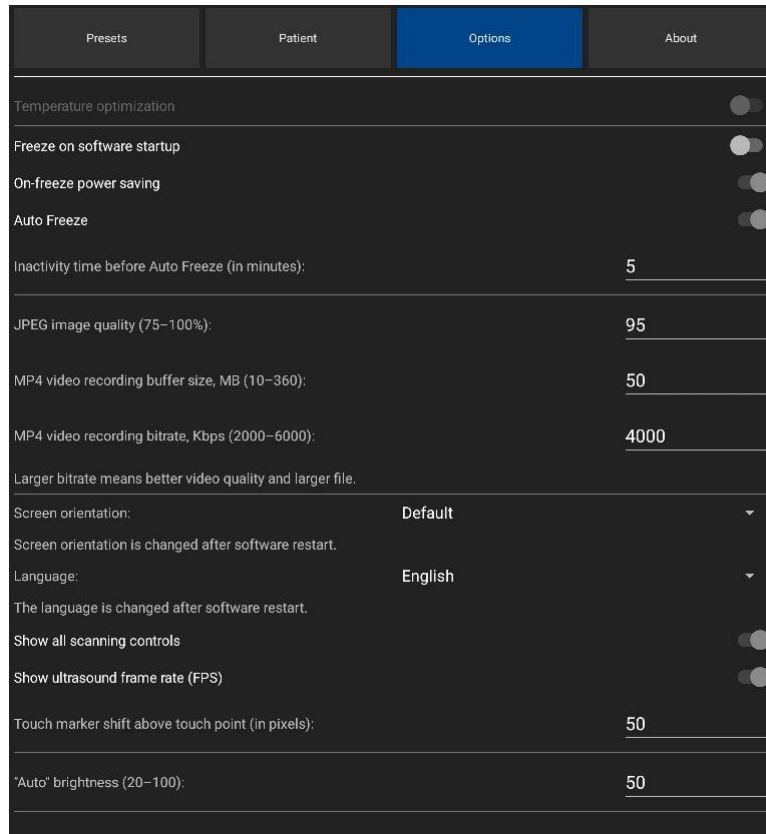 Presets Patient Options About
Temperature optimization
Freeze on software startup
On-freeze power saving
Auto Freeze
Inactivity time before Auto Freeze (in minutes): 5
JPEG image quality (75–100%): 95
MP4 video recording buffer size, MB (10–360): 50
MP4 video recording bitrate, Kbps (2000–6000): 4000
Larger bitrate means better video quality and larger file.
Screen orientation: Default
Screen orientation is changed after software restart.
Language: English
The language is changed after software restart.
Show all scanning controls
Show ultrasound frame rate (FPS)
Touch marker shift above touch point (in pixels): 50
"Auto" brightness (20–100): 50